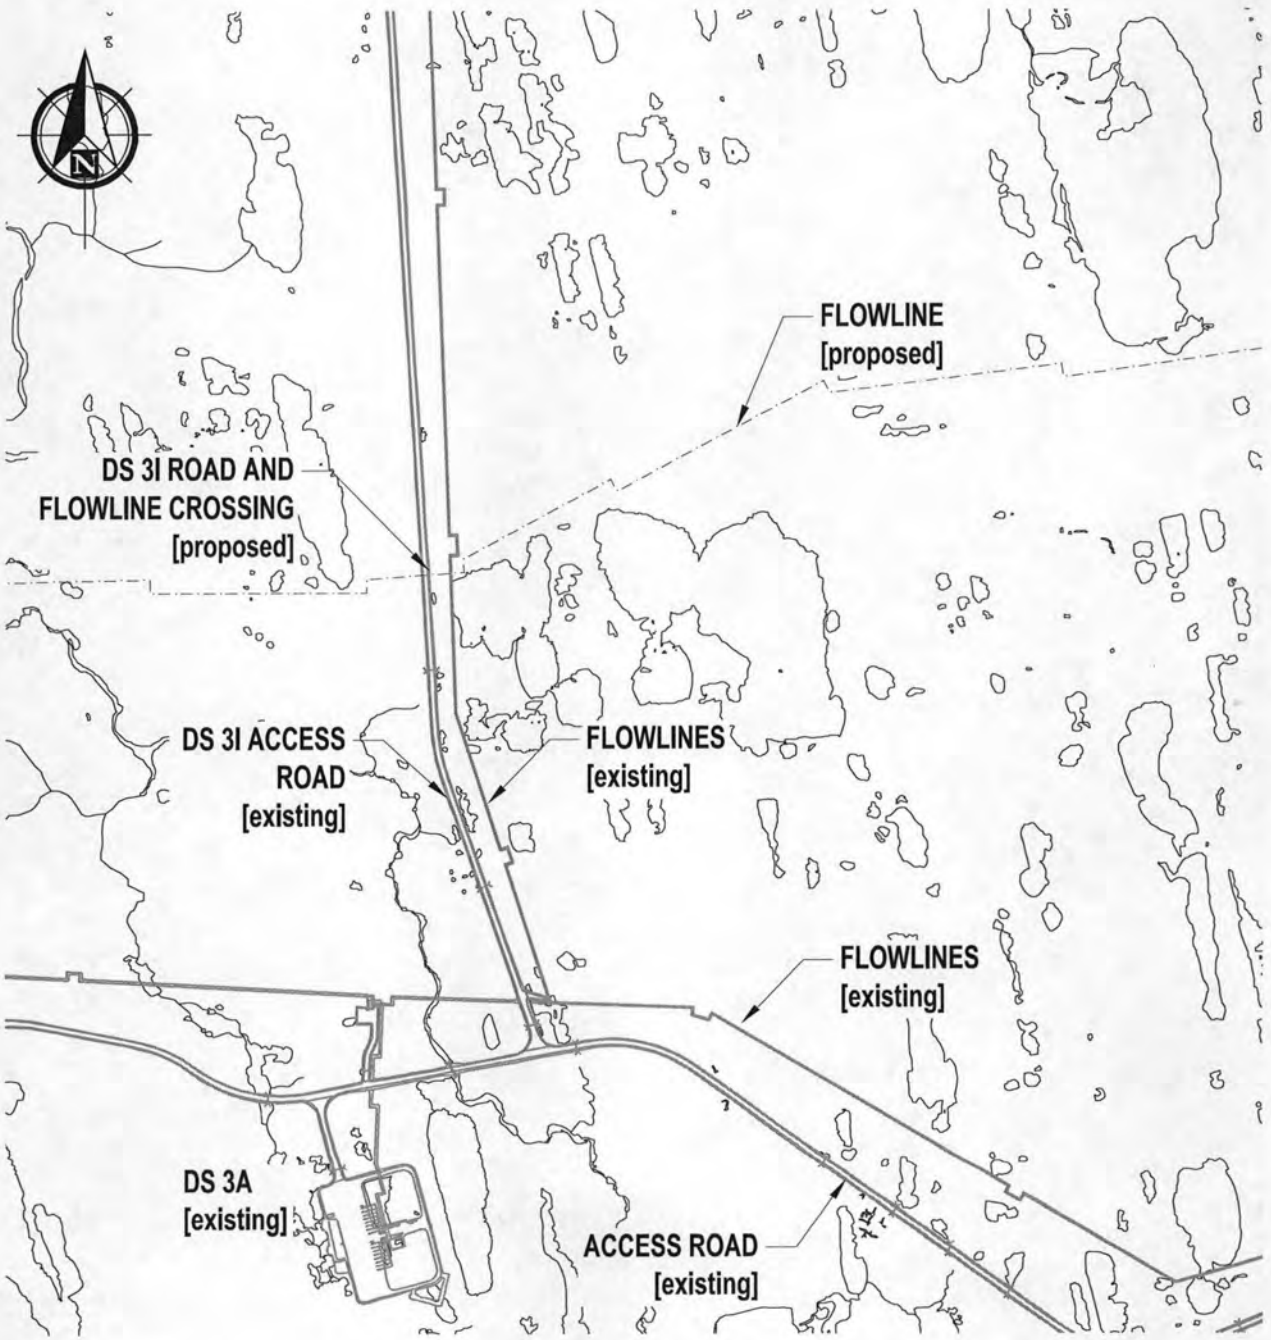 N
FLOWLINE
[proposed]
DS 3I ROAD AND
FLOWLINE CROSSING
[proposed]
DS 3I ACCESS
ROAD
[existing]
FLOWLINES
[existing]
FLOWLINES
[existing]
DS 3A
[existing]
ACCESS ROAD
[existing]